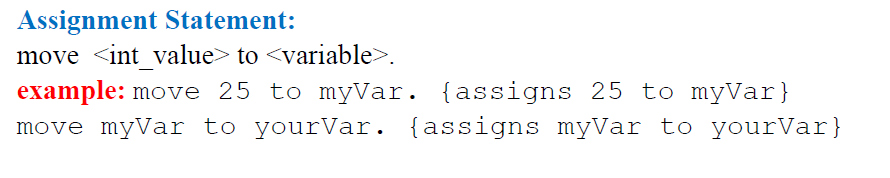 Assignment Statement:
move <int_value> to <variable>.
example: move 25 to myVar. {assigns 25 to myVar}
move myVar to yourVar. {assigns myVar to yourVar}